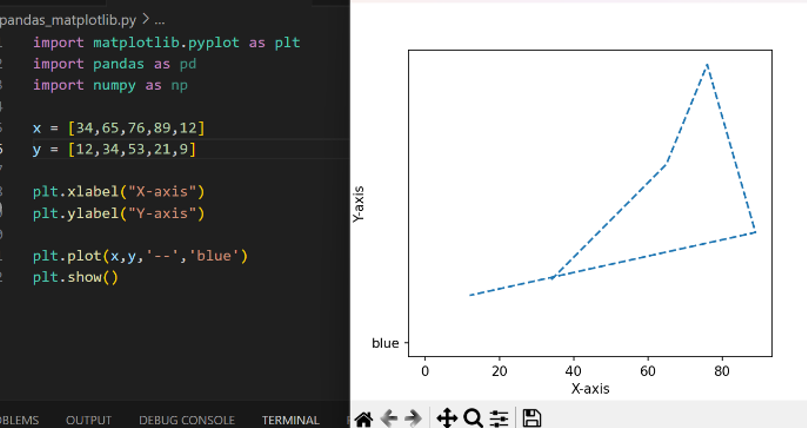 pandas_matplotlib.py > ...
import matplotlib.pyplot as plt
import pandas as pd
import numpy as np
x = [34,65,76,89,12]
y = [12,34,53,21,9]
plt.xlabel("X-axis")
plt.ylabel("Y-axis")
plt.plot(x,y,'--','blue')
plt.show()
OUTPUT
DEBUG CONSOLE
TERMINAL
Y-axis
blue
0 20 40 60 80
X-axis